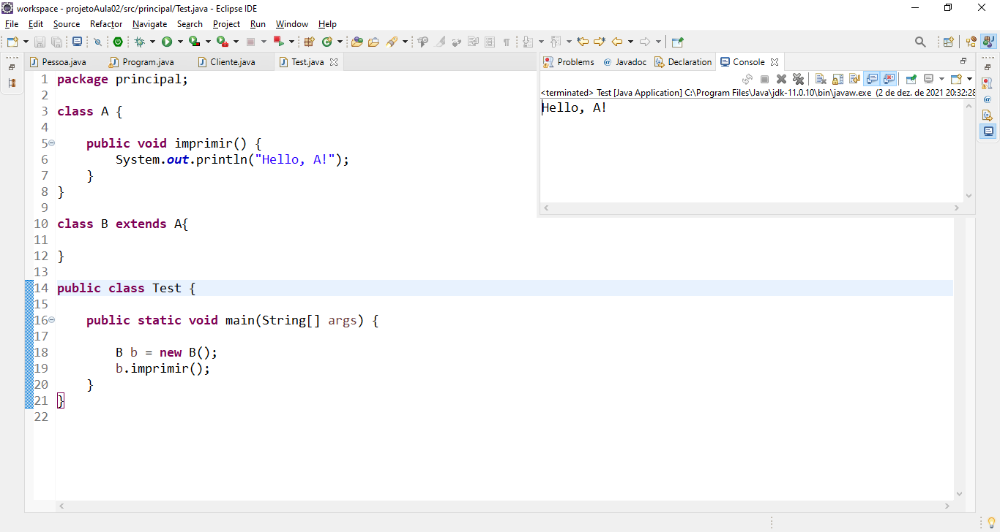 workspace - projetoAula02/src/principal/Test.java - Eclipse IDE
File Edit Source Refactor Navigate Search Project Run Window Help
Pessoa.java Program.java Cliente.java Test.java
1 package principal;
2
3 class A {
4
5 public void imprimir() {
6 System.out.println("Hello, A!");
7 }
8 }
9
10 class B extends A{
11
12 }
13
14 public class Test {
15
16 public static void main(String[] args) {
17
18 B b = new B();
19 b.imprimir();
20 }
21 }
22
Problems @ Javadoc Declaration Console
<terminated> Test [Java Application] C:\Program Files\Java\jdk-11.0.10\bin\javaw.exe (2 de dez. de 2021 20:32:28
Hello, A!